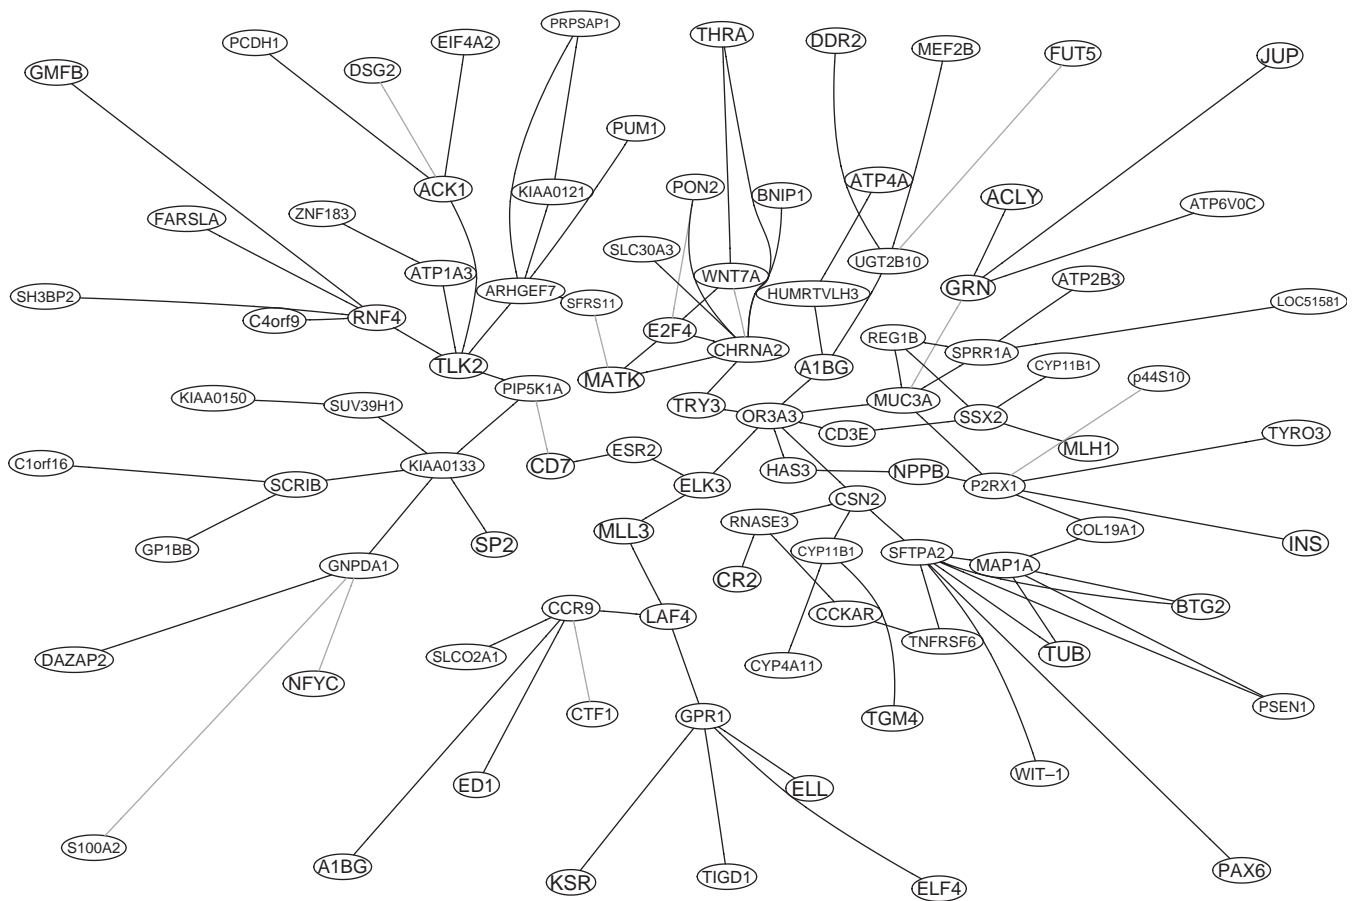 PRPSAP1
THRA
DDR2
MEF2B
FUT5
JUP
PCDH1
EIF4A2
DSG2
GMFB
PUM1
ACK1
KIAA0121
PON2
BNIP1
ATP4A
ACLY
ATP6V0C
FARSLA
ZNF183
SLC30A3
WNT7A
UGT2B10
ATP1A3
ARHGEF7
SFRS11
HUMRTVLH3
GRN
ATP2B3
SH3BP2
C4orf9
RNF4
E2F4
CHRNA2
REG1B
SPRR1A
LOC51581
TLK2
PIP5K1A
MATK
A1BG
CYP11B1
p44S10
KIAA0150
SUV39H1
TRY3
OR3A3
MUC3A
SSX2
CD3E
TYRO3
MLH1
C1orf16
SCRIB
KIAA0133
CD7
ESR2
ELK3
HAS3
NPPB
P2RX1
GP1BB
SP2
MLL3
RNASE3
CSN2
COL19A1
INS
GNPDA1
CYP11B1
SFTPA2
MAP1A
CR2
CCR9
LAF4
CCKAR
BTG2
DAZAP2
NFYC
SLCO2A1
CYP4A11
TNFRSF6
TUB
CTF1
GPR1
TGM4
PSEN1
ED1
ELL
WIT–1
S100A2
A1BG
KSR
TIGD1
ELF4
PAX6